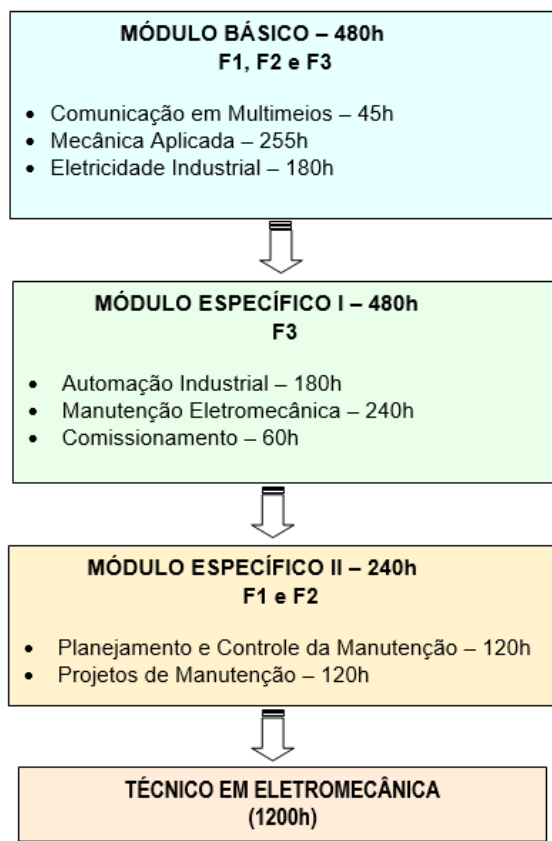 MÓDULO BÁSICO – 480h
F1, F2 e F3
• Comunicação em Multimeios – 45h
• Mecânica Aplicada – 255h
• Eletricidade Industrial – 180h
MÓDULO ESPECÍFICO I – 480h
F3
• Automação Industrial – 180h
• Manutenção Eletromecânica – 240h
• Comissionamento – 60h
MÓDULO ESPECÍFICO II – 240h
F1 e F2
• Planejamento e Controle da Manutenção – 120h
• Projetos de Manutenção – 120h
TÉCNICO EM ELETROMECÂNICA
(1200h)